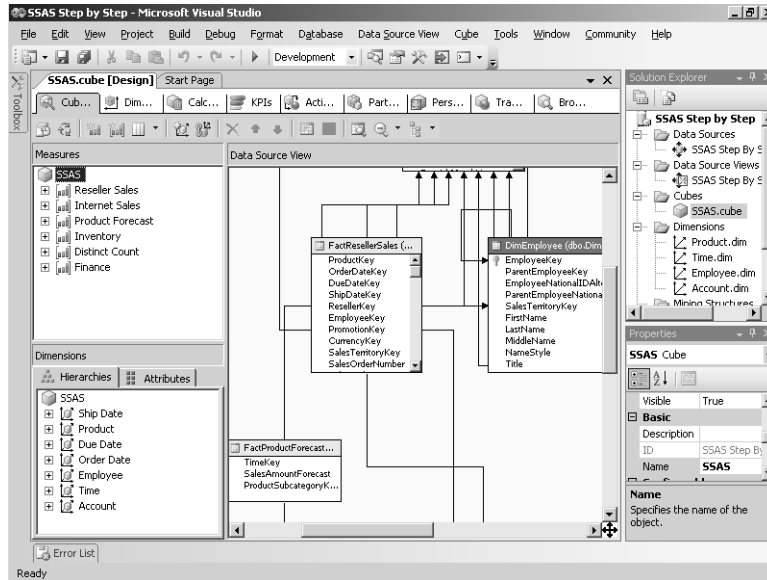 SSAS Step by Step - Microsoft Visual Studio
File Edit View Project Build Debug Format Database Data Source View Cube Tools Window Community Help
Development
Toolbox
SSAS.cube [Design] Start Page
Cub... Dim... Calc... KPIs Acti... Part... Pers... Tra... Bro...
Measures
SSAS
Reseller Sales
Internet Sales
Product Forecast
Inventory
Distinct Count
Finance
Dimensions
Hierarchies Attributes
SSAS
Ship Date
Product
Due Date
Order Date
Employee
Time
Account
Data Source View
FactResellerSales (...
ProductKey
OrderDateKey
DueDateKey
ShipDateKey
ResellerKey
EmployeeKey
PromotionKey
CurrencyKey
SalesTerritoryKey
SalesOrderNumber
DimEmployee (dbo.Dim
EmployeeKey
ParentEmployeeKey
EmployeeNationalIDAlte
ParentEmployeeNationa
SalesTerritoryKey
FirstName
LastName
MiddleName
NameStyle
Title
FactProductForecast...
TimeKey
SalesAmountForecast
ProductSubcategoryK...
Solution Explorer
SSAS Step by Step
Data Sources
SSAS Step By S
Data Source Views
SSAS Step By S
Cubes
SSAS.cube
Dimensions
Product.dim
Time.dim
Employee.dim
Account.dim
Mining Structures
Properties
SSAS Cube
Visible True
Basic
Description
ID SSAS Step By
Name SSAS
Name
Specifies the name of the
object.
Error List
Ready